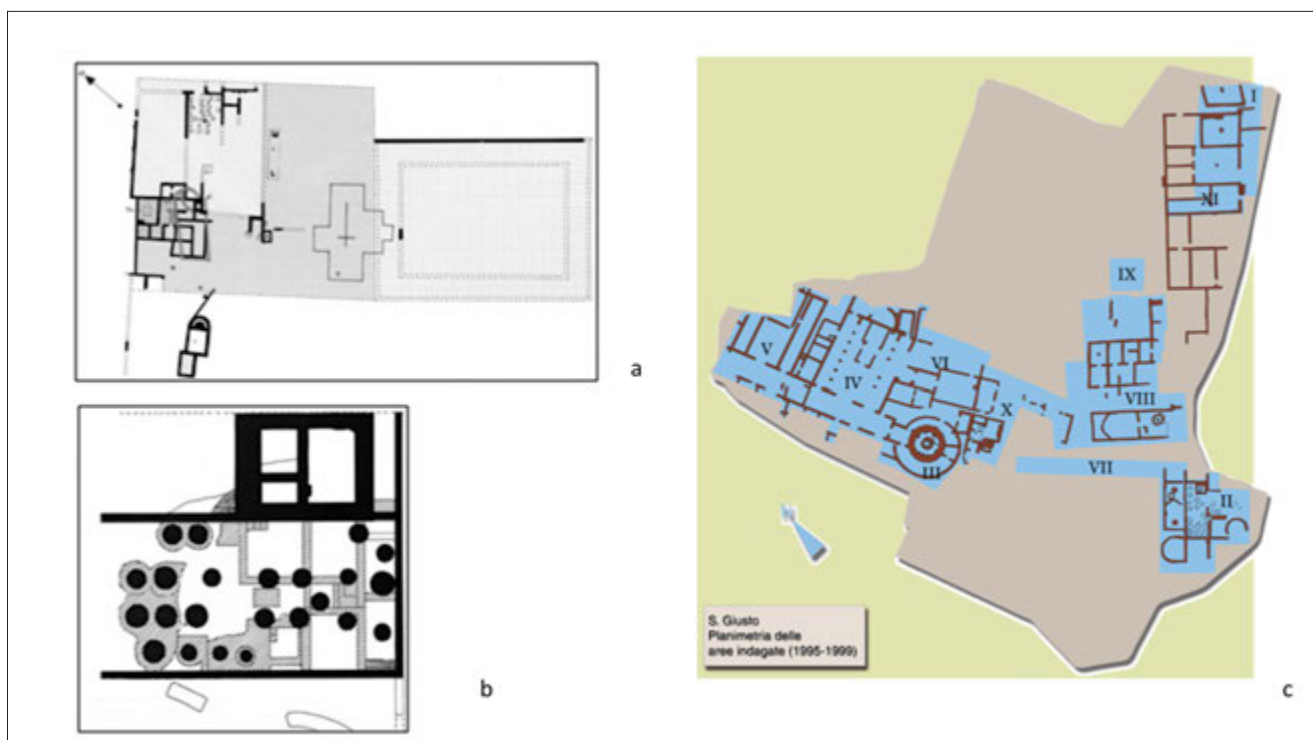 a
b
I
XI
IX
V
VI
IV
VIII
X
III
VII
II
S. Giusto
Planimetria delle
aree indagate (1995-1999)
c